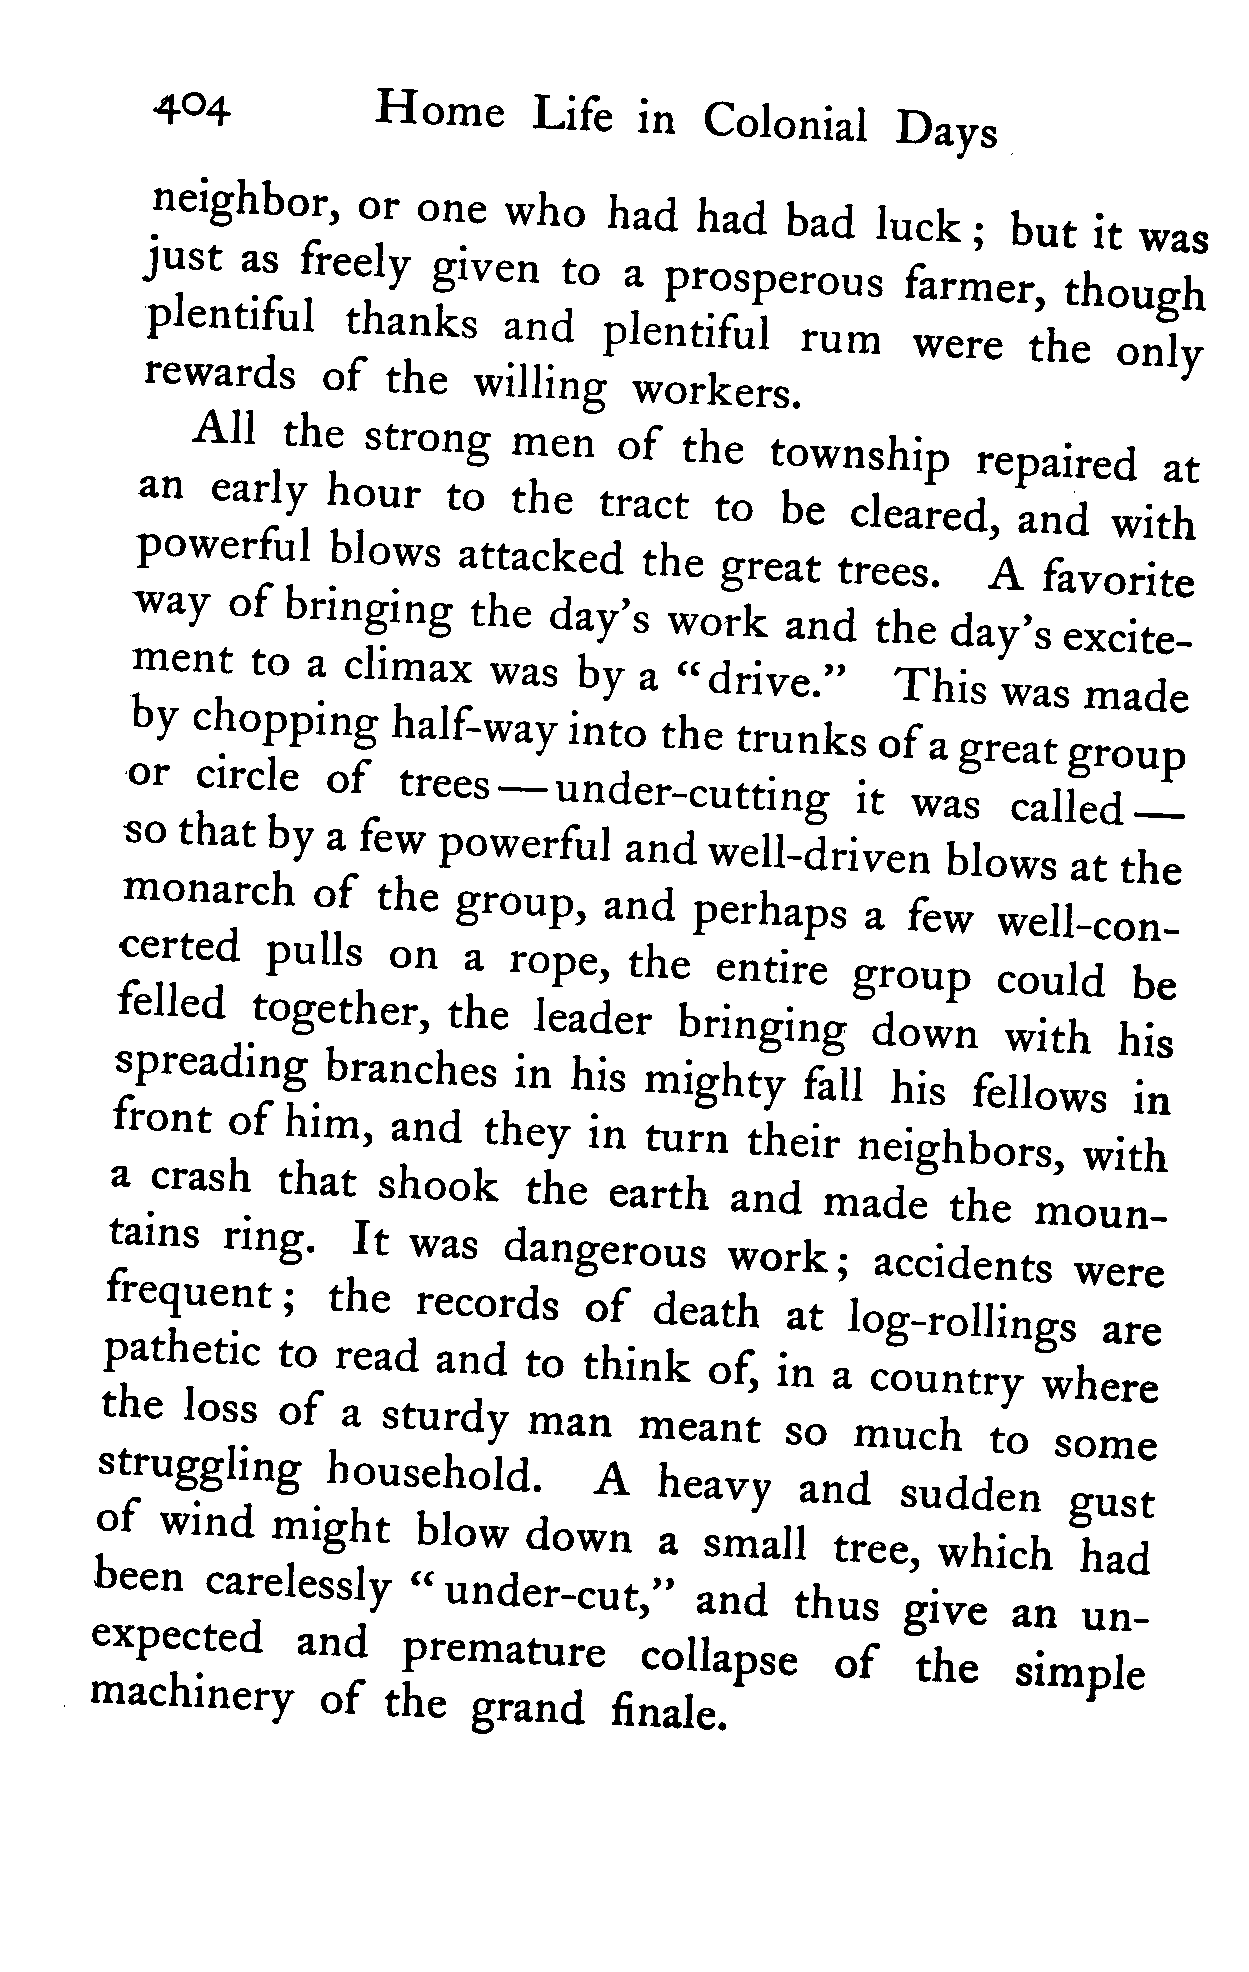 404 Home Life in Colonial Days
neighbor, or one who had had bad luck; but it was
just as freely given to a prosperous farmer, though
plentiful thanks and plentiful rum were the only
rewards of the willing workers.
All the strong men of the township repaired at
an early hour to the tract to be cleared, and with
powerful blows attacked the great trees. A favorite
way of bringing the day's work and the day's excite-
ment to a climax was by a "drive." This was made
by chopping half-way into the trunks of a great group
or circle of trees—under-cutting it was called—
so that by a few powerful and well-driven blows at the
monarch of the group, and perhaps a few well-con-
certed pulls on a rope, the entire group could be
felled together, the leader bringing down with his
spreading branches in his mighty fall his fellows in
front of him, and they in turn their neighbors, with
a crash that shook the earth and made the moun-
tains ring. It was dangerous work; accidents were
frequent; the records of death at log-rollings are
pathetic to read and to think of, in a country where
the loss of a sturdy man meant so much to some
struggling household. A heavy and sudden gust
of wind might blow down a small tree, which had
been carelessly "under-cut," and thus give an un-
expected and premature collapse of the simple
machinery of the grand finale.